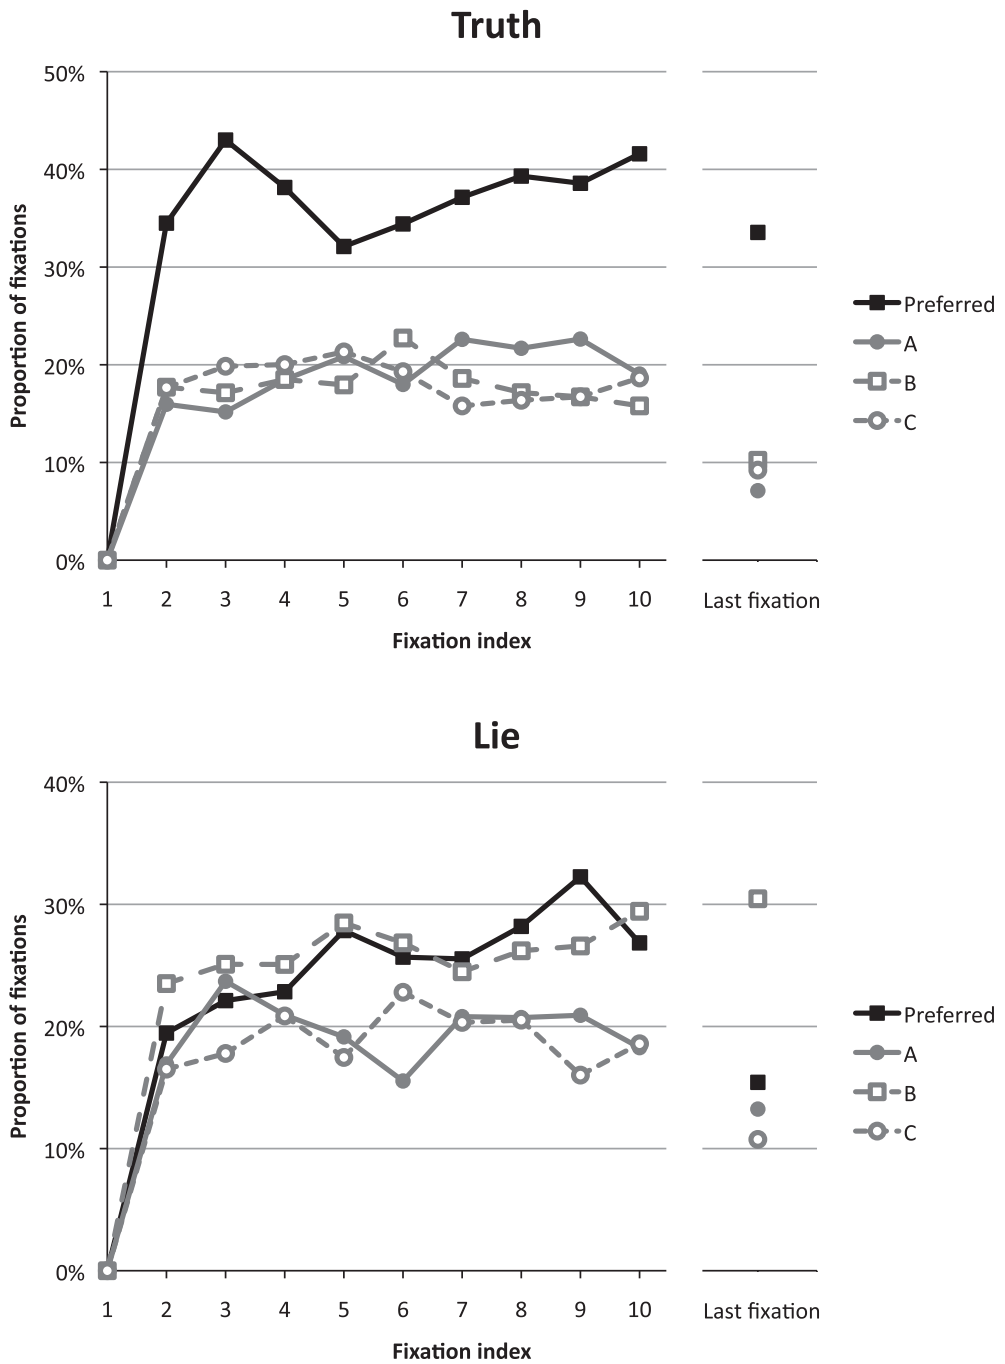 Truth
50%
40%
30%
20%
10%
0%
Proportion of fixations
1 2 3 4 5 6 7 8 9 10
Last fixation
Fixation index
Preferred
A
B
C
Lie
40%
30%
20%
10%
0%
Proportion of fixations
1 2 3 4 5 6 7 8 9 10
Last fixation
Fixation index
Preferred
A
B
C